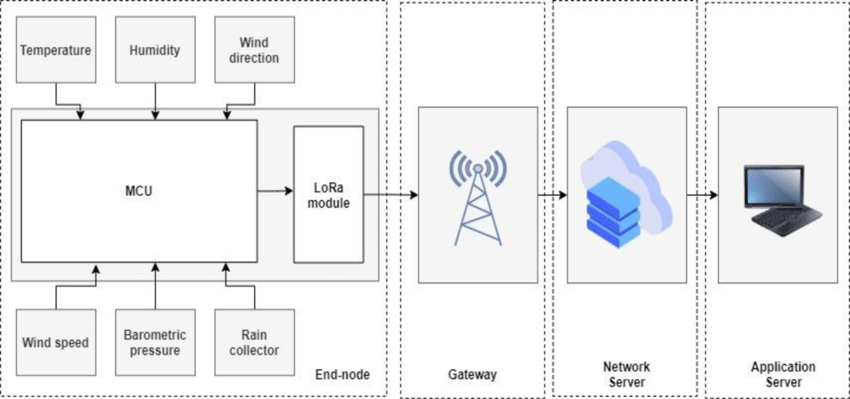 Temperature
Humidity
Wind
direction
MCU
LoRa
module
Wind speed
Barometric
pressure
Rain
collector
End-node
Gateway
Network
Server
Application
Server